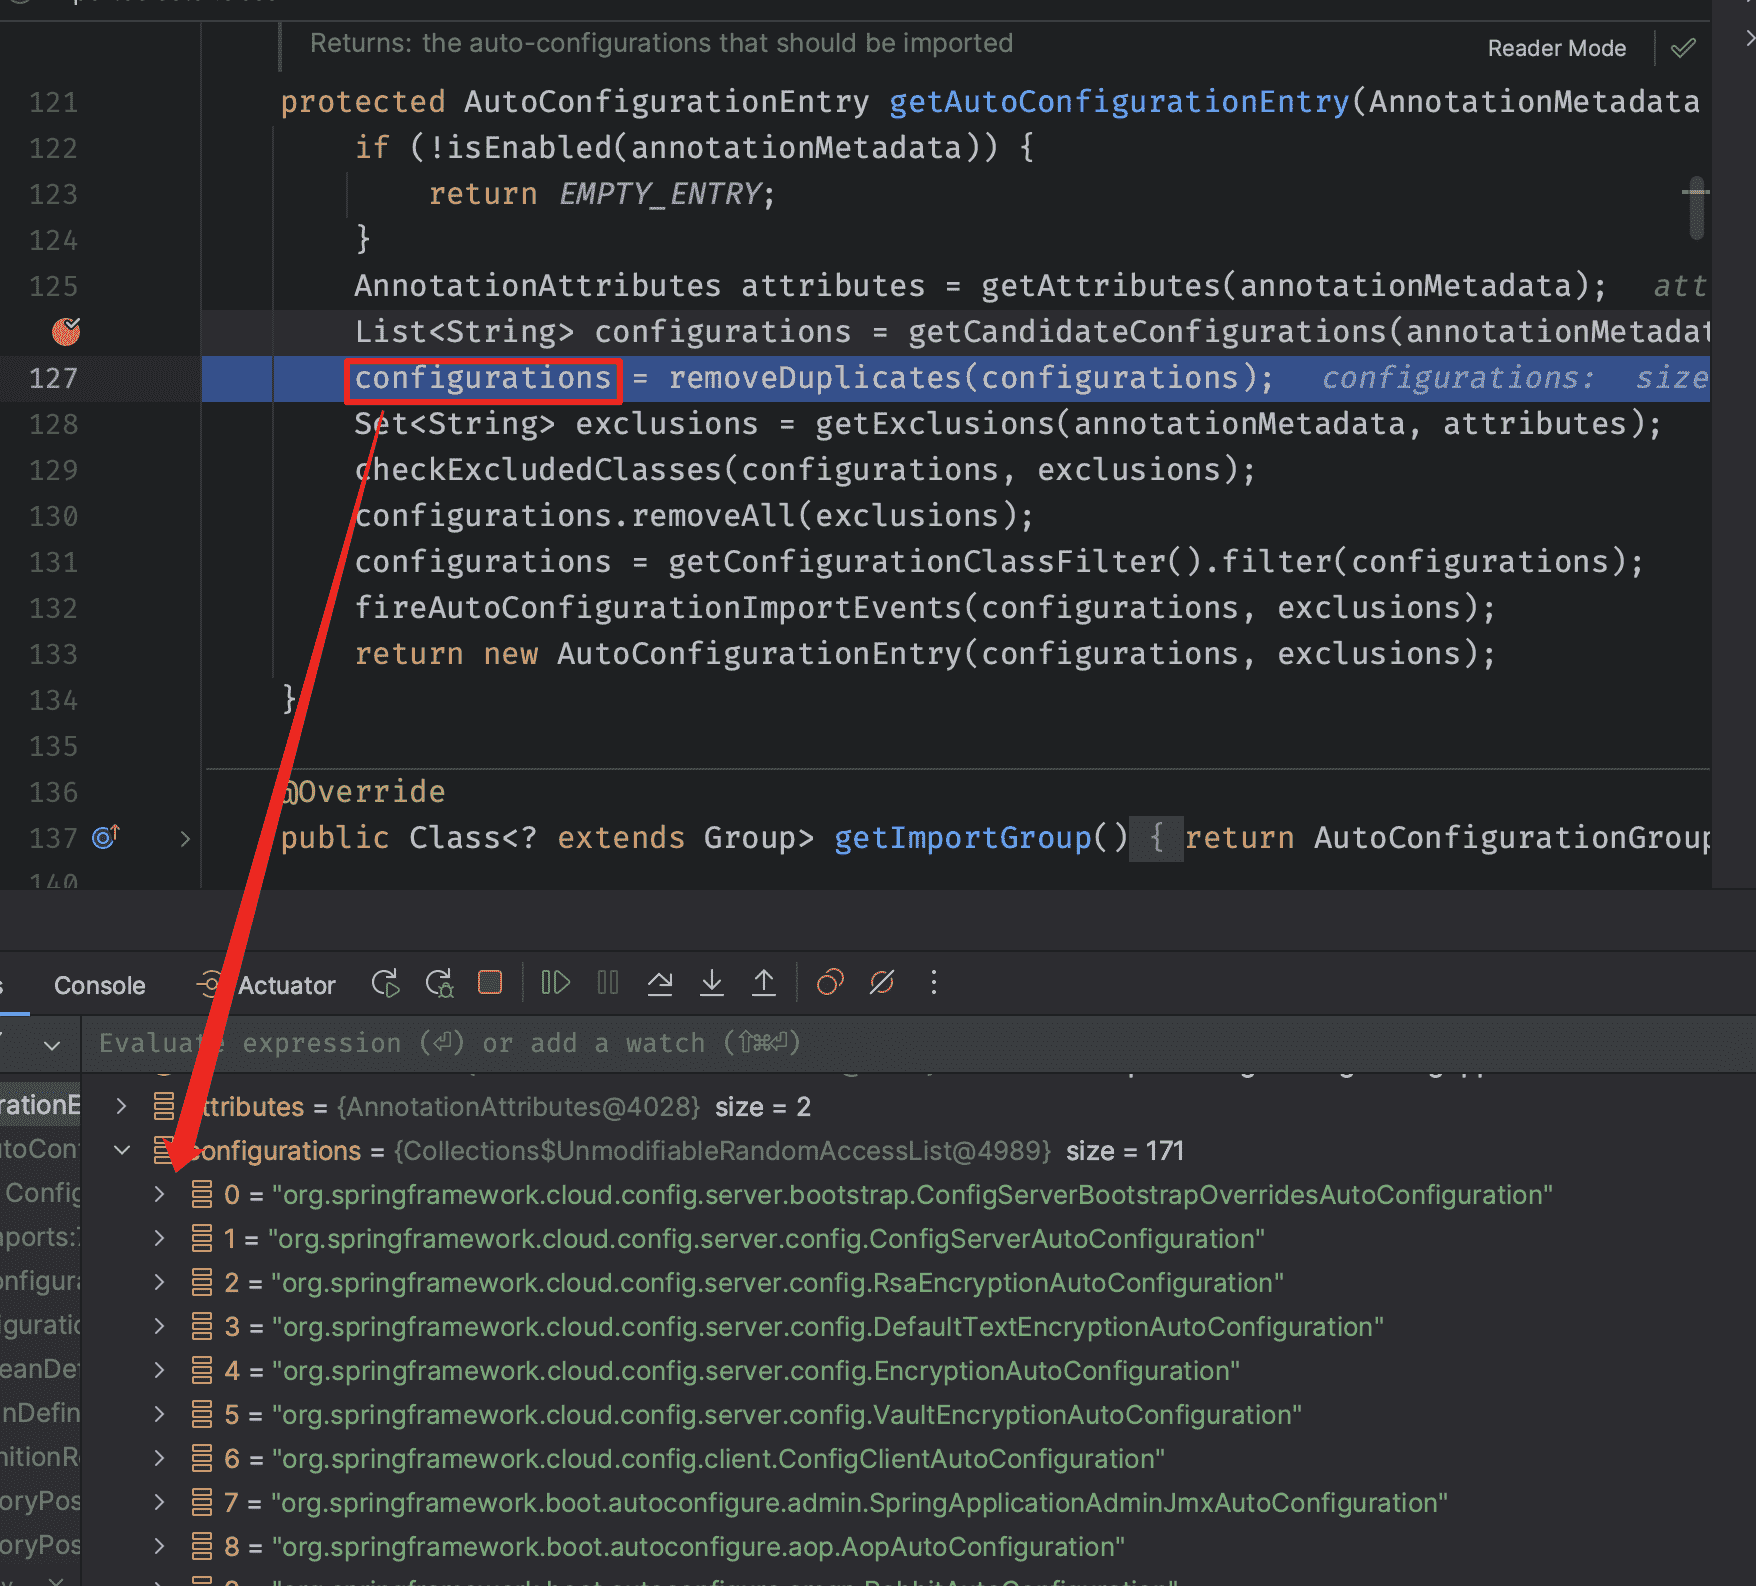 Returns: the auto-configurations that should be imported
Reader Mode
121 protected AutoConfigurationEntry getAutoConfigurationEntry(AnnotationMetadata
122 if (!isEnabled(annotationMetadata)) {
123 return EMPTY_ENTRY;
124 }
125 AnnotationAttributes attributes = getAttributes(annotationMetadata); att
List<String> configurations = getCandidateConfigurations(annotationMetadat
127 configurations = removeDuplicates(configurations); configurations: size
128 Set<String> exclusions = getExclusions(annotationMetadata, attributes);
129 checkExcludedClasses(configurations, exclusions);
130 configurations.removeAll(exclusions);
131 configurations = getConfigurationClassFilter().filter(configurations);
132 fireAutoConfigurationImportEvents(configurations, exclusions);
133 return new AutoConfigurationEntry(configurations, exclusions);
134 }
135
136 @Override
137 public Class<? extends Group> getImportGroup() { return AutoConfigurationGroup
140
s Console Actuator
Evaluate expression (⏎) or add a watch (⇧⌘⏎)
rationE
attributes = {AnnotationAttributes@4028} size = 2
utoCon
configurations = {Collections$UnmodifiableRandomAccessList@4989} size = 171
Config
0 = "org.springframework.cloud.config.server.bootstrap.ConfigServerBootstrapOverridesAutoConfiguration"
ports:
1 = "org.springframework.cloud.config.server.config.ConfigServerAutoConfiguration"
onfigura
2 = "org.springframework.cloud.config.server.config.RsaEncryptionAutoConfiguration"
iguratio
3 = "org.springframework.cloud.config.server.config.DefaultTextEncryptionAutoConfiguration"
eanDe
4 = "org.springframework.cloud.config.server.config.EncryptionAutoConfiguration"
nDefin
5 = "org.springframework.cloud.config.server.config.VaultEncryptionAutoConfiguration"
nitionR
6 = "org.springframework.cloud.config.client.ConfigClientAutoConfiguration"
oryPos
7 = "org.springframework.boot.autoconfigure.admin.SpringApplicationAdminJmxAutoConfiguration"
oryPos
8 = "org.springframework.boot.autoconfigure.aop.AopAutoConfiguration"